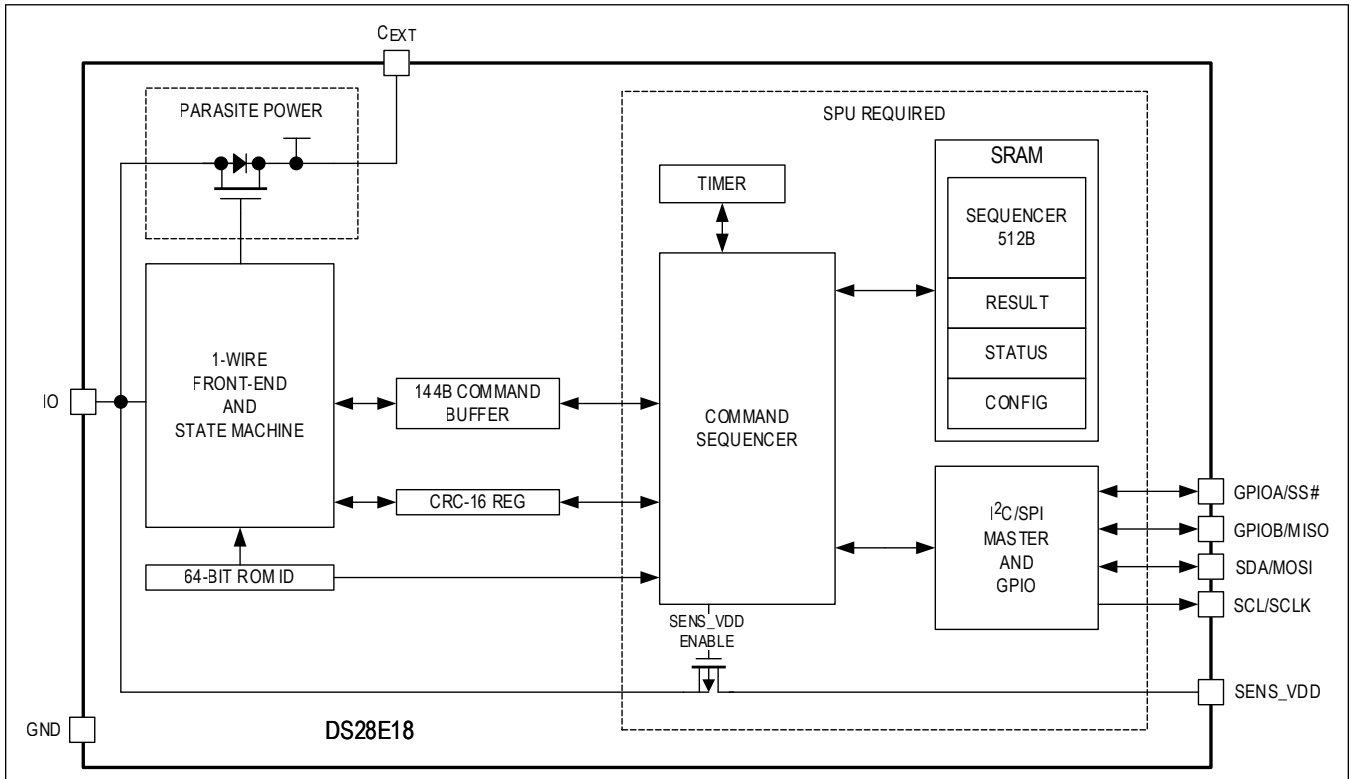 CEXT
PARASITE POWER
SPU REQUIRED
SRAM
TIMER
SEQUENCER
512B
RESULT
STATUS
CONFIG
1-WIRE
FRONT-END
AND
STATE MACHINE
IO
144B COMMAND
BUFFER
COMMAND
SEQUENCER
CRC-16 REG
64-BIT ROM ID
I2C/SPI
MASTER
AND
GPIO
GPIOA/SS#
GPIOB/MISO
SDA/MOSI
SCL/SCLK
SENS_VDD
ENABLE
SENS_VDD
GND
DS28E18